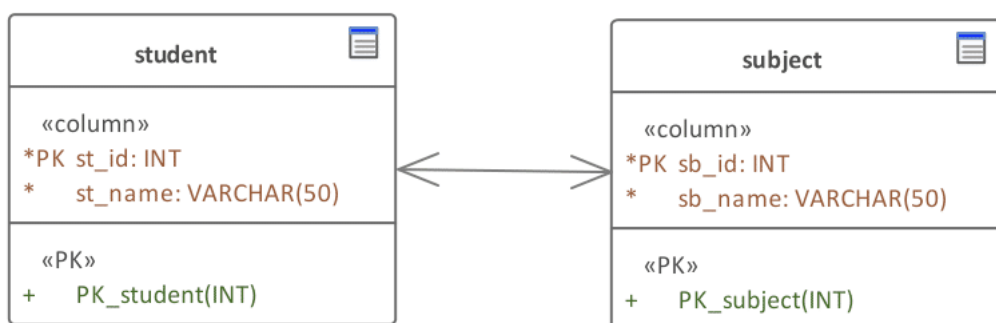 student
«column»
*PK st_id: INT
* st_name: VARCHAR(50)
«PK»
+ PK_student(INT)
subject
«column»
*PK sb_id: INT
* sb_name: VARCHAR(50)
«PK»
+ PK_subject(INT)